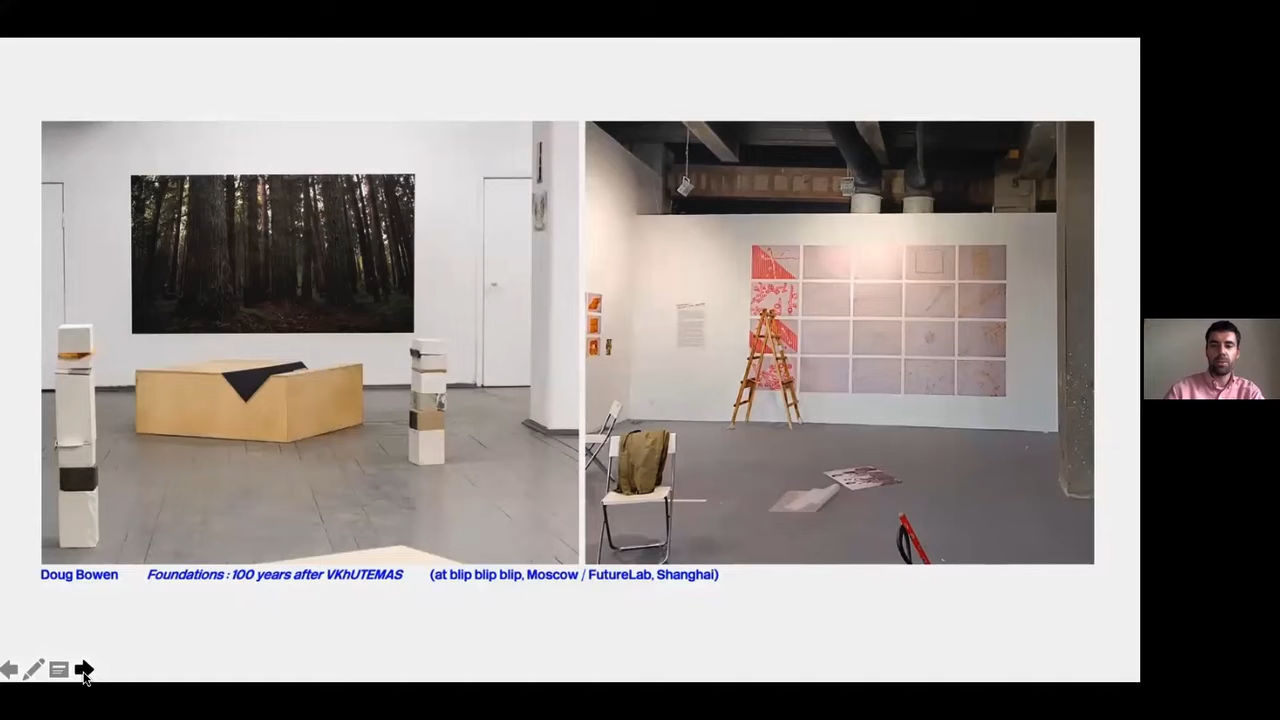 Doug Bowen Foundations : 100 years after VKhUTEMAS (at blip blip blip, Moscow / FutureLab, Shanghai)